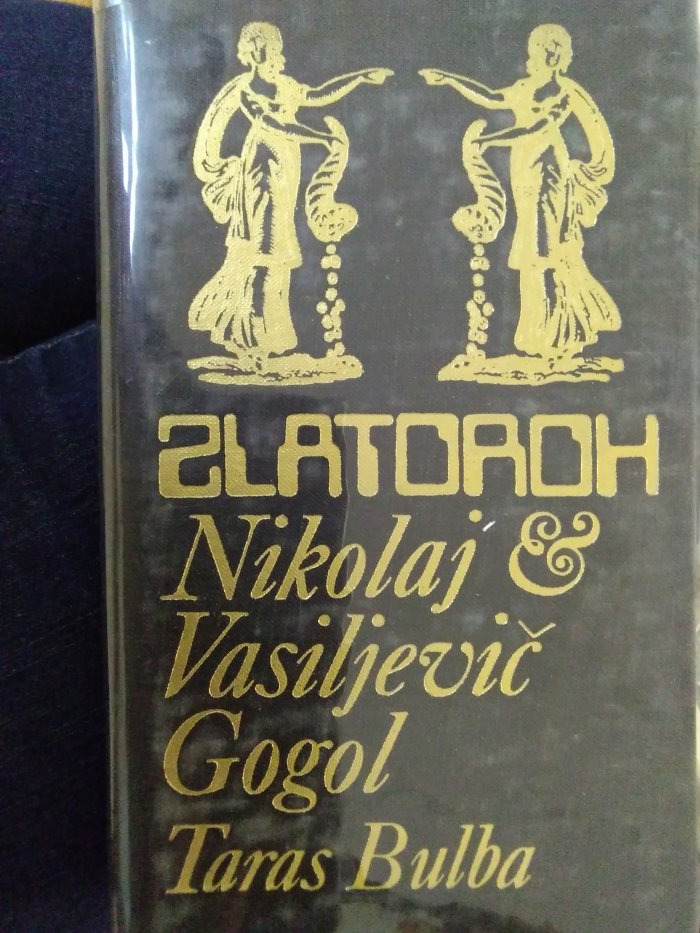 ZLATOROH
Nikolaj &
Vasiljevič
Gogol
Taras Bulba